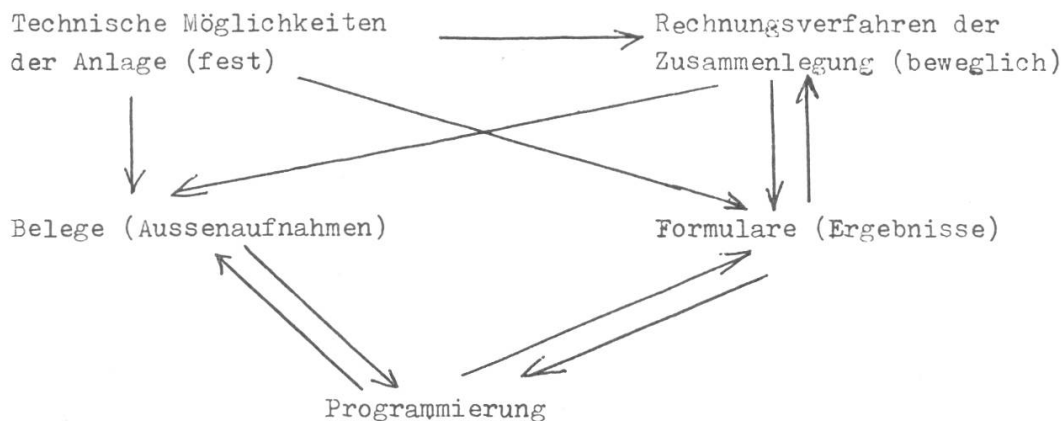 Technische Möglichkeiten
der Anlage (fest)
Rechnungsverfahren der
Zusammenlegung (beweglich)
Belege (Aussenaufnahmen)
Formulare (Ergebnisse)
Programmierung